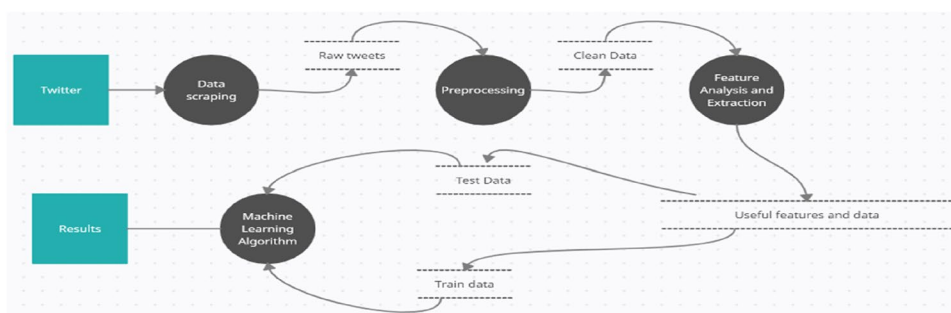 Twitter
Data
scraping
Raw tweets
Preprocessing
Clean Data
Feature
Analysis and
Extraction
Test Data
Useful features and data
Results
Machine
Learning
Algorithm
Train data